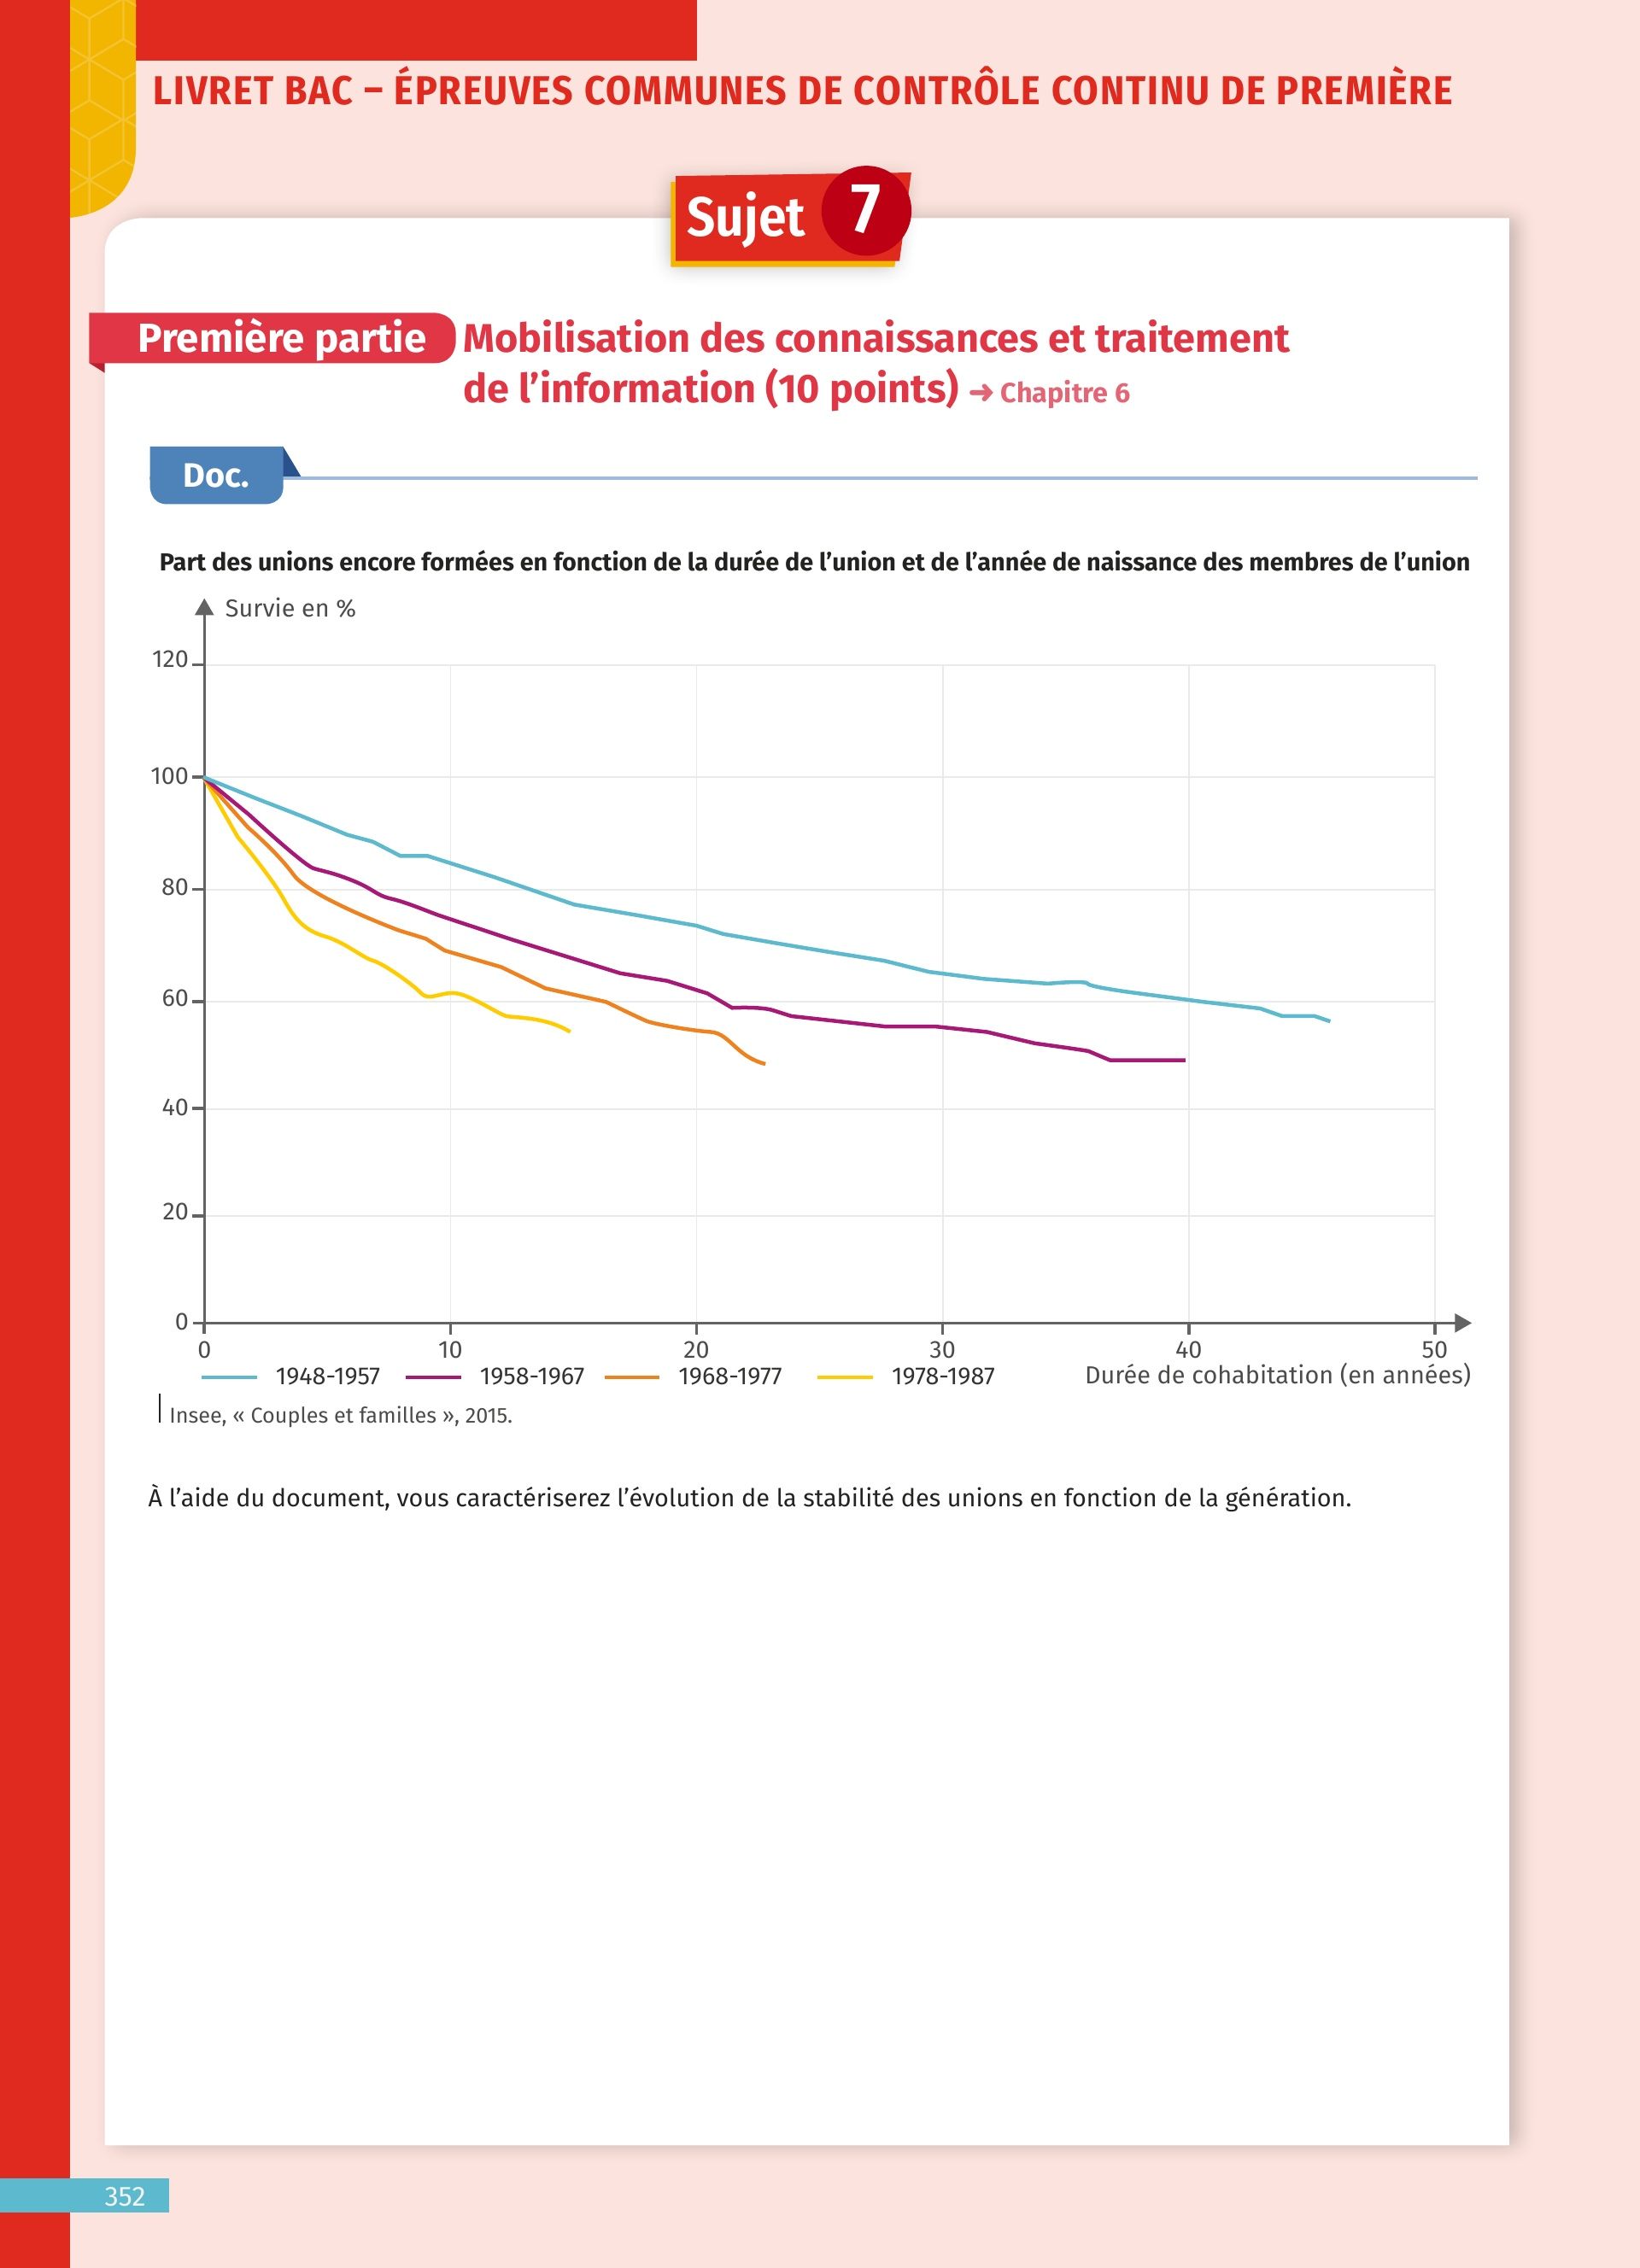 LIVRET BAC – ÉPREUVES COMMUNES DE CONTRÔLE CONTINU DE PREMIÈRE
Sujet 7
Première partie Mobilisation des connaissances et traitement
de l’information (10 points) ➜ Chapitre 6
Doc.
Part des unions encore formées en fonction de la durée de l’union et de l’année de naissance des membres de l’union
Survie en %
120
100
80
60
40
20
0
0 10 20 30 40 50
1948-1957 1958-1967 1968-1977 1978-1987 Durée de cohabitation (en années)
Insee, « Couples et familles », 2015.
À l’aide du document, vous caractériserez l’évolution de la stabilité des unions en fonction de la génération.
352